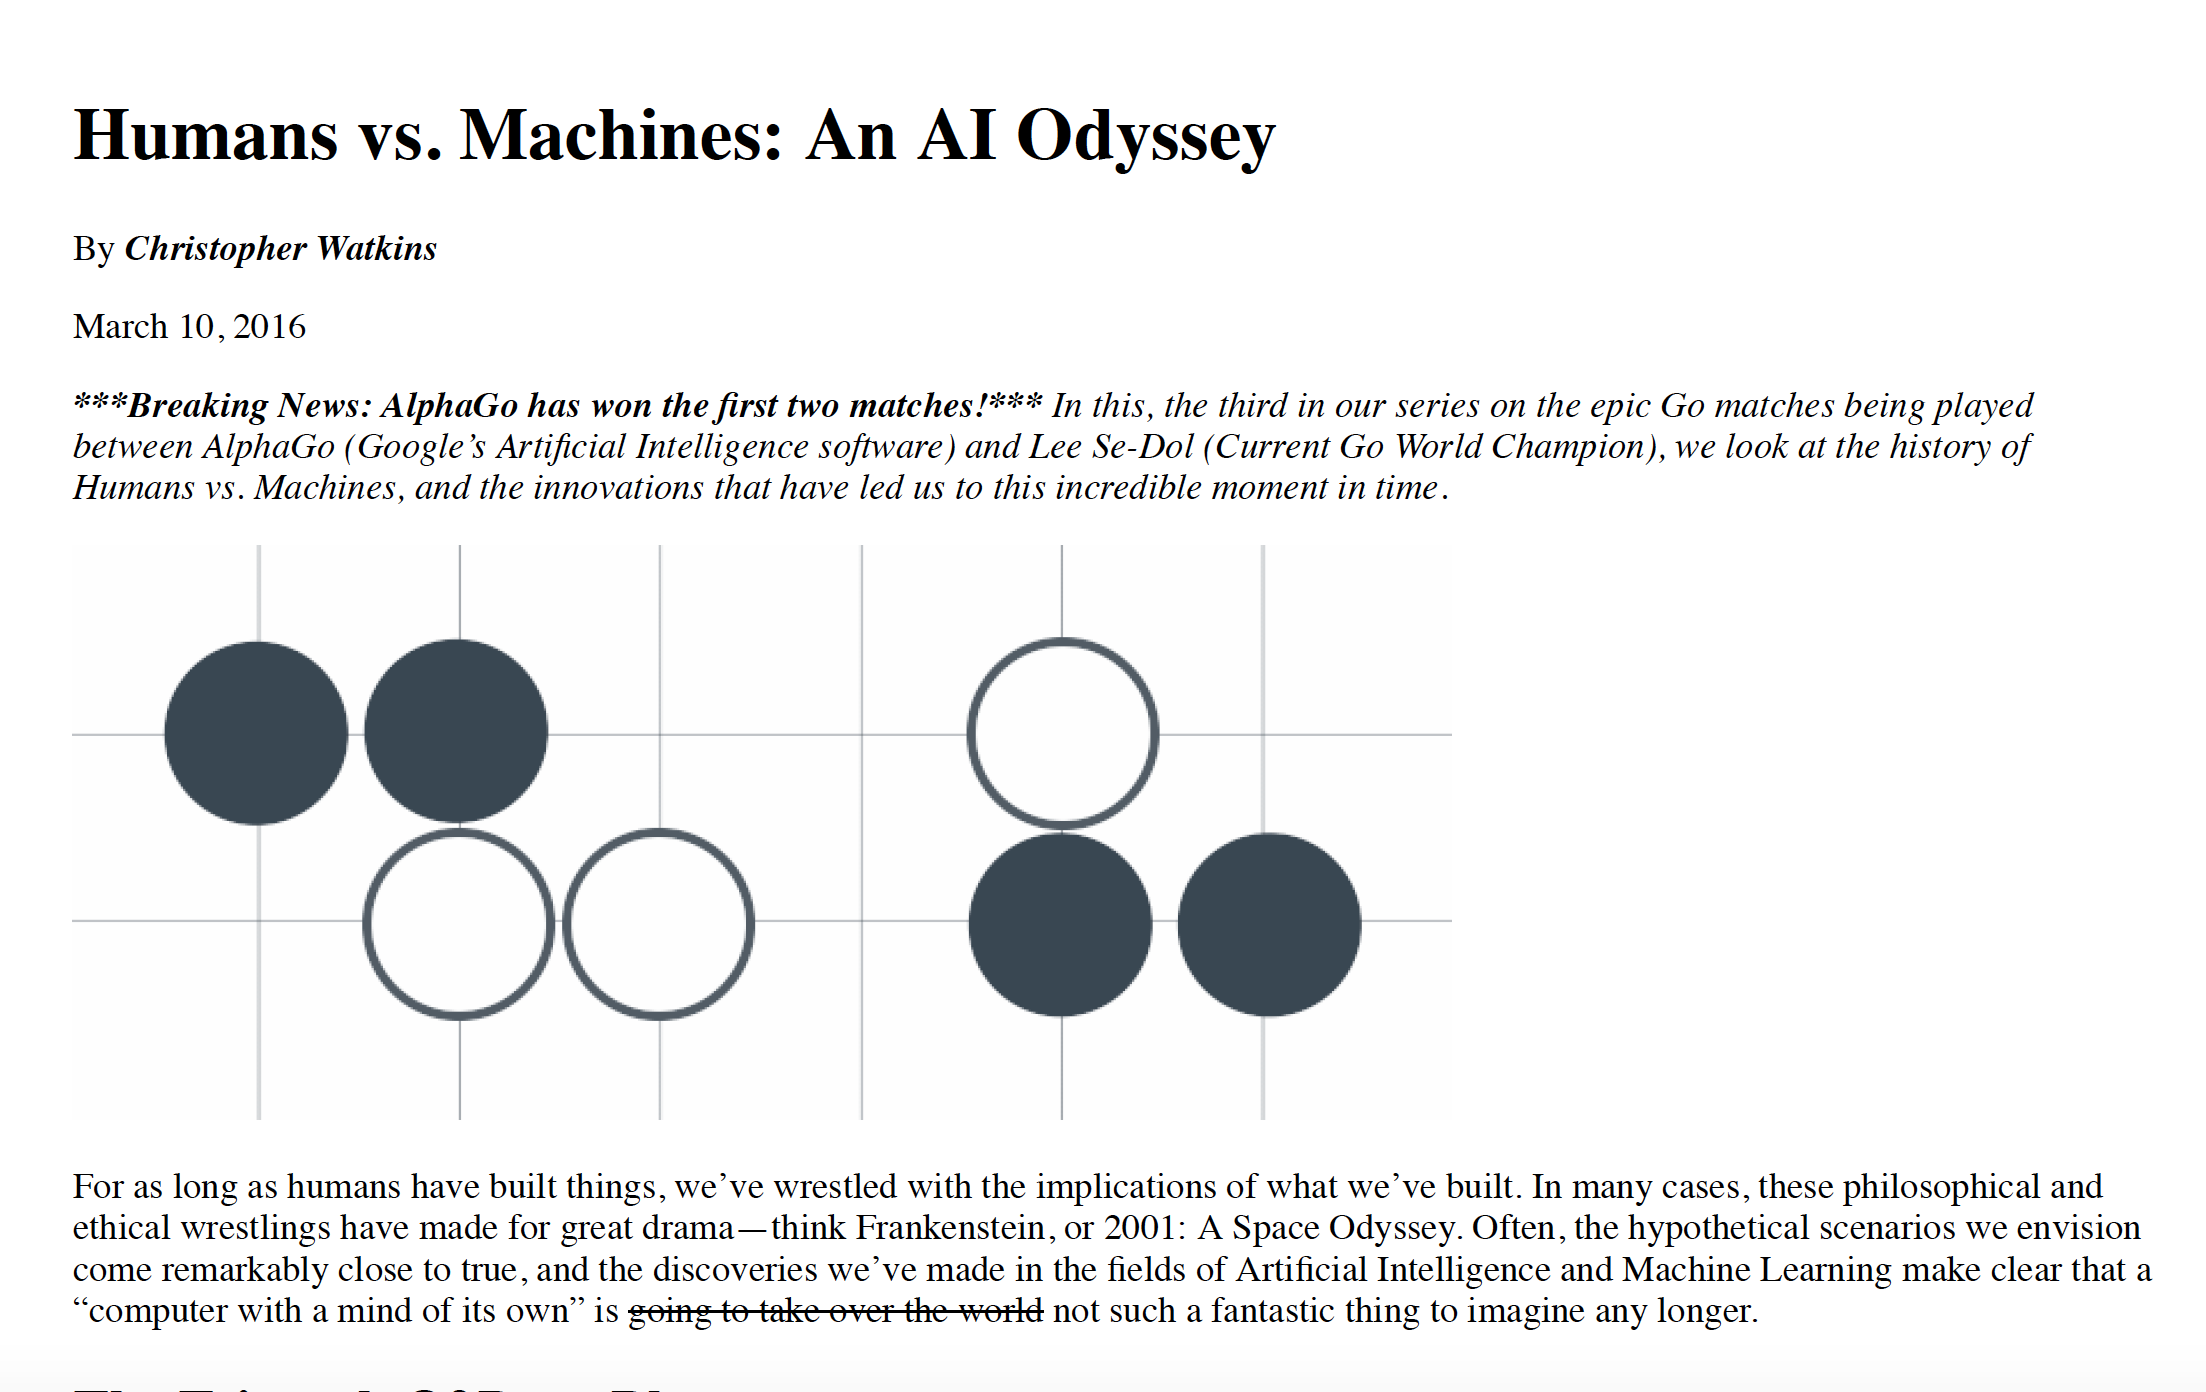 Humans vs. Machines: An AI Odyssey
By Christopher Watkins
March 10, 2016
***Breaking News: AlphaGo has won the first two matches!*** In this, the third in our series on the epic Go matches being played
between AlphaGo (Google’s Artificial Intelligence software) and Lee Se-Dol (Current Go World Champion), we look at the history of
Humans vs. Machines, and the innovations that have led us to this incredible moment in time.
For as long as humans have built things, we’ve wrestled with the implications of what we’ve built. In many cases, these philosophical and
ethical wrestlings have made for great drama—think Frankenstein, or 2001: A Space Odyssey. Often, the hypothetical scenarios we envision
come remarkably close to true, and the discoveries we’ve made in the fields of Artificial Intelligence and Machine Learning make clear that a
“computer with a mind of its own” is going to take over the world not such a fantastic thing to imagine any longer.